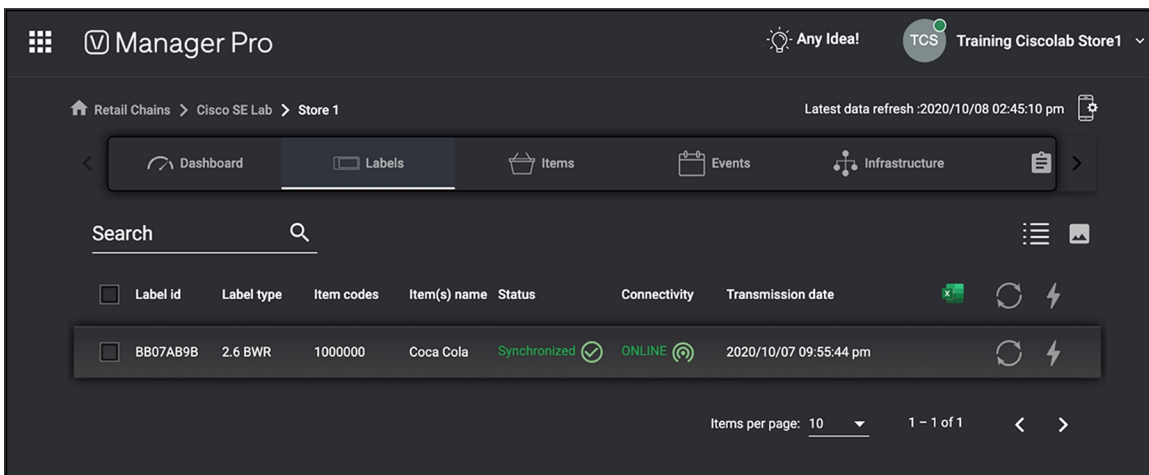 V Manager Pro
Any Idea!
TCS
Training Ciscolab Store1
Retail Chains > Cisco SE Lab > Store 1
Latest data refresh :2020/10/08 02:45:10 pm
Dashboard Labels Items Events Infrastructure
Search
Label id Label type Item codes Item(s) name Status Connectivity Transmission date
BB07AB9B 2.6 BWR 1000000 Coca Cola Synchronized ONLINE 2020/10/07 09:55:44 pm
Items per page: 10 1 – 1 of 1